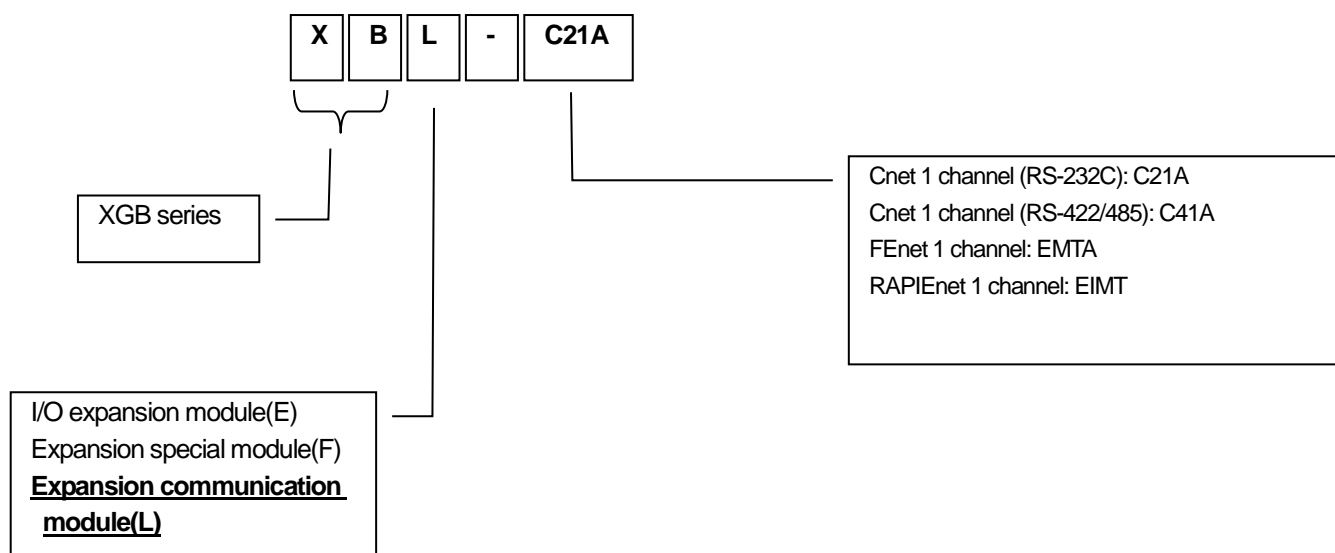 X B L - C21A
XGB series
Cnet 1 channel (RS-232C): C21A
Cnet 1 channel (RS-422/485): C41A
FEnet 1 channel: EMTA
RAPIEnet 1 channel: EIMT
I/O expansion module(E)
Expansion special module(F)
Expansion communication
module(L)